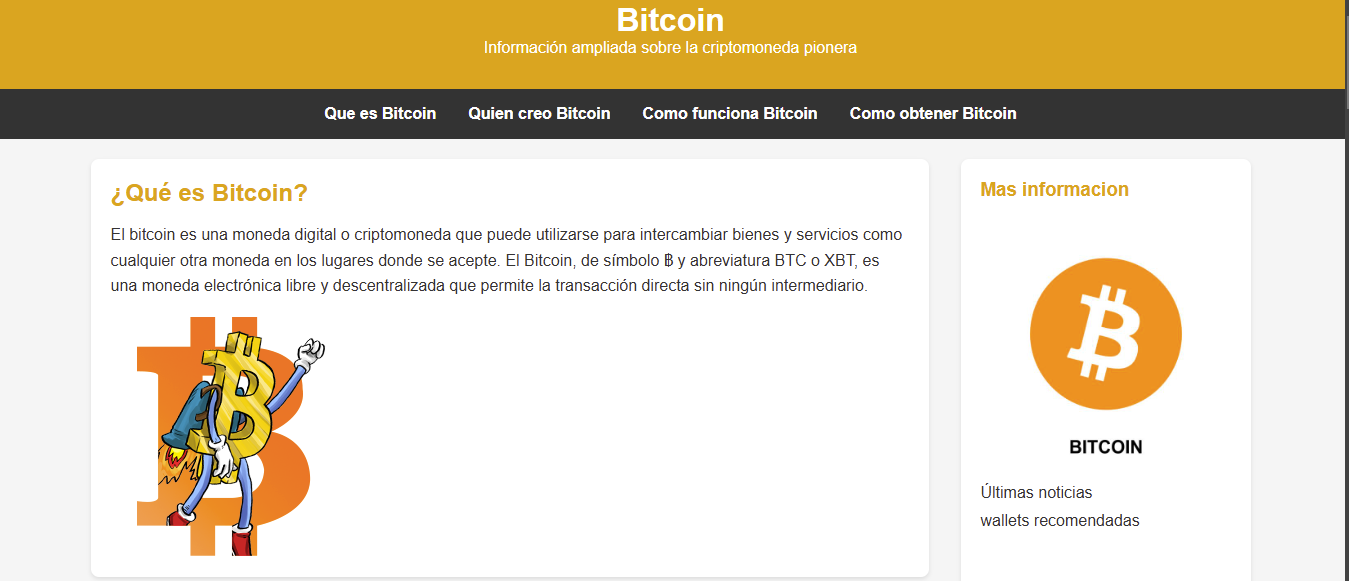 Bitcoin
Información ampliada sobre la criptomoneda pionera
Que es Bitcoin Quien creo Bitcoin Como funciona Bitcoin Como obtener Bitcoin
¿Qué es Bitcoin?
El bitcoin es una moneda digital o criptomoneda que puede utilizarse para intercambiar bienes y servicios como
cualquier otra moneda en los lugares donde se acepte. El Bitcoin, de símbolo ₿ y abreviatura BTC o XBT, es
una moneda electrónica libre y descentralizada que permite la transacción directa sin ningún intermediario.
Mas informacion
BITCOIN
Últimas noticias
wallets recomendadas